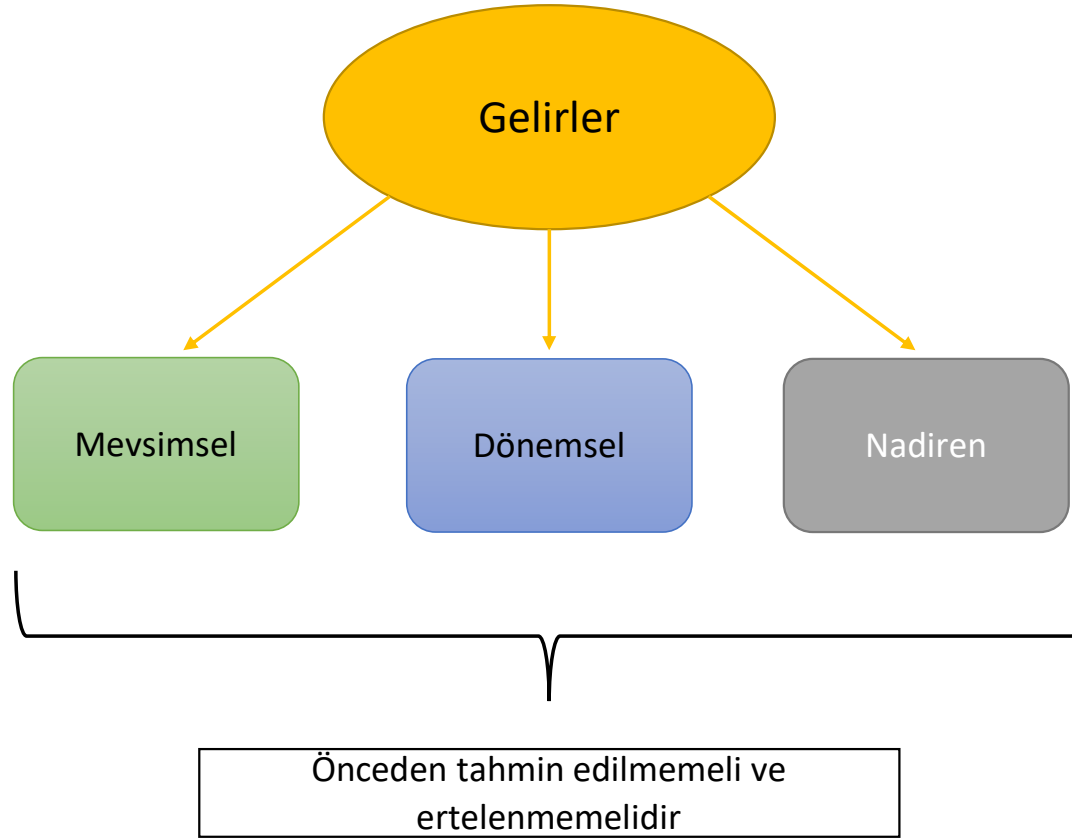 Gelirler
Mevsimsel
Dönemsel
Nadiren
Önceden tahmin edilmemeli ve
ertelenmemelidir